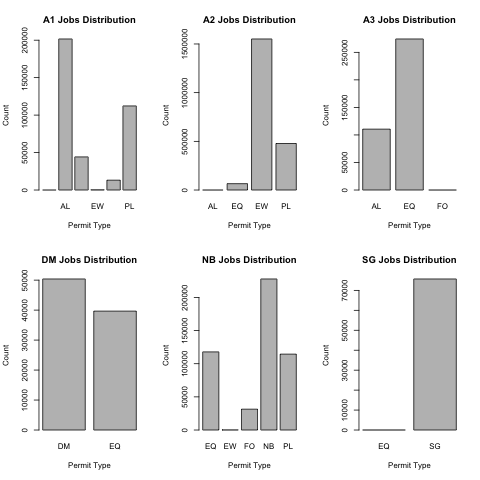 A1 Jobs Distribution
Count
0
50000
100000
150000
200000
AL
EW
PL
Permit Type
A2 Jobs Distribution
Count
0
500000
1000000
1500000
AL
EQ
EW
PL
Permit Type
A3 Jobs Distribution
Count
0
50000
150000
250000
AL
EQ
FO
Permit Type
DM Jobs Distribution
Count
0
10000
20000
30000
40000
50000
DM
EQ
Permit Type
NB Jobs Distribution
Count
0
50000
100000
150000
200000
EQ
EW
FO
NB
PL
Permit Type
SG Jobs Distribution
Count
0
10000
30000
50000
70000
EQ
SG
Permit Type